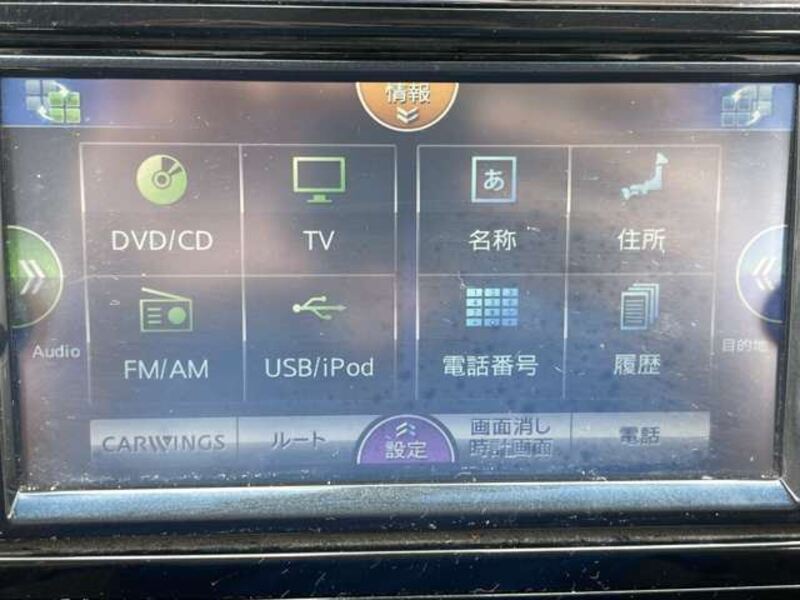 情報
DVD/CD
TV
あ
名称
住所
Audio
FM/AM
USB/iPod
電話番号
履歴
目的地
CARWINGS
ルート
設定
画面消し
時計画面
電話